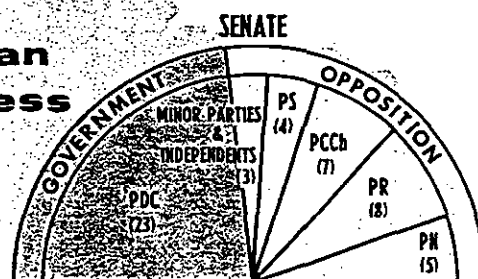 SENATE
an
ess
GOVERNMENT
OPPOSITION
MINOR PARTIES
&
INDEPENDENTS
(3)
PS
(4)
PCCh
(7)
PDC
(23)
PR
(8)
PN
(5)